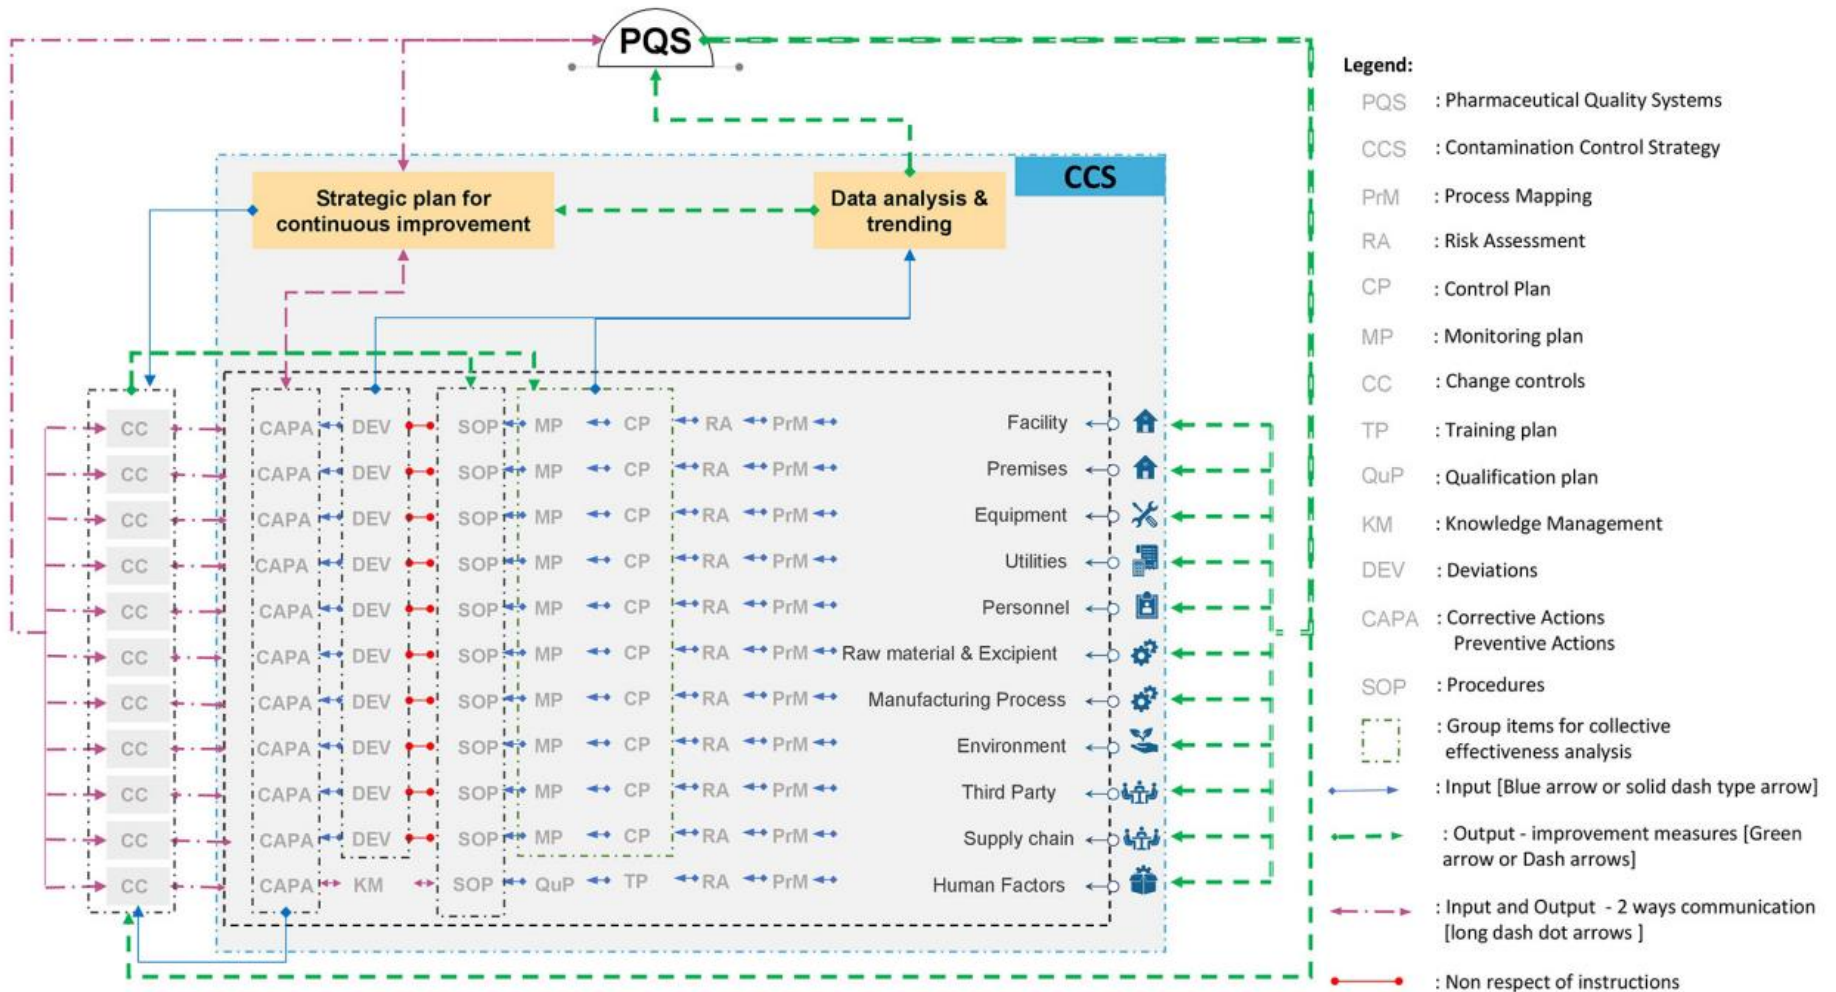 PQS
CCS
Strategic plan for
continuous improvement
Data analysis &
trending
CC CAPA DEV SOP MP CP RA PrM Facility
CC CAPA DEV SOP MP CP RA PrM Premises
CC CAPA DEV SOP MP CP RA PrM Equipment
CC CAPA DEV SOP MP CP RA PrM Utilities
CC CAPA DEV SOP MP CP RA PrM Personnel
CC CAPA DEV SOP MP CP RA PrM Raw material & Excipient
CC CAPA DEV SOP MP CP RA PrM Manufacturing Process
CC CAPA DEV SOP MP CP RA PrM Environment
CC CAPA DEV SOP MP CP RA PrM Third Party
CC CAPA DEV SOP MP CP RA PrM Supply chain
CC CAPA KM SOP QuP TP RA PrM Human Factors
Legend:
PQS : Pharmaceutical Quality Systems
CCS : Contamination Control Strategy
PrM : Process Mapping
RA : Risk Assessment
CP : Control Plan
MP : Monitoring plan
CC : Change controls
TP : Training plan
QuP : Qualification plan
KM : Knowledge Management
DEV : Deviations
CAPA : Corrective Actions
Preventive Actions
SOP : Procedures
: Group items for collective
effectiveness analysis
: Input [Blue arrow or solid dash type arrow]
: Output - improvement measures [Green
arrow or Dash arrows]
: Input and Output - 2 ways communication
[long dash dot arrows ]
: Non respect of instructions